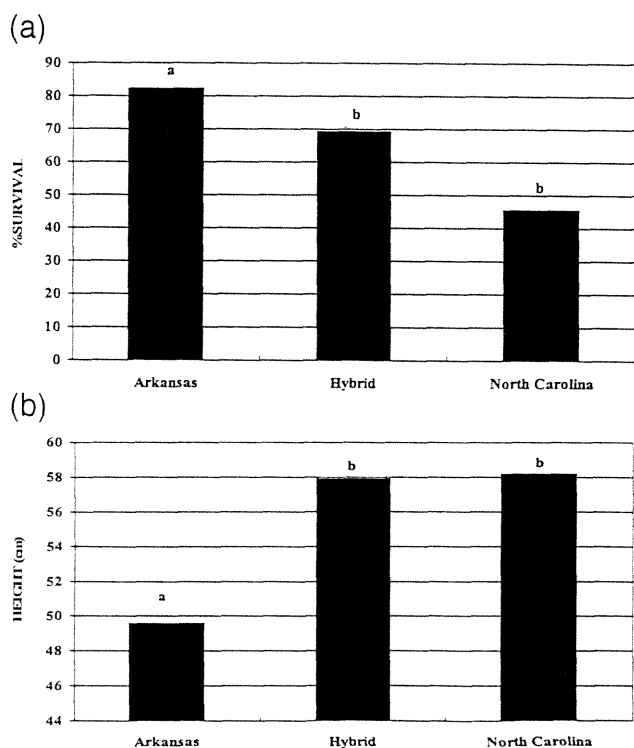 (a)
90
80
70
60
50
40
30
20
10
0
%SURVIVAL
a
b
b
Arkansas Hybrid North Carolina
(b)
60
58
56
54
52
50
48
46
44
HEIGHT (cm)
a
b
b
Arkansas Hybrid North Carolina